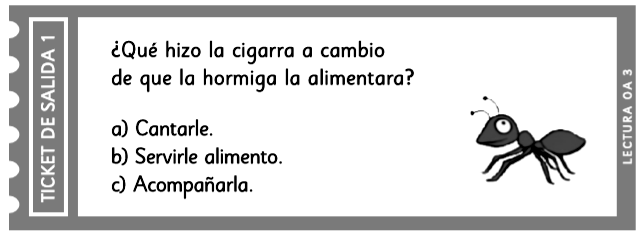 TICKET DE SALIDA 1
¿Qué hizo la cigarra a cambio
de que la hormiga la alimentara?
a) Cantarle.
b) Servirle alimento.
c) Acompañarla.
LECTURA OA 3